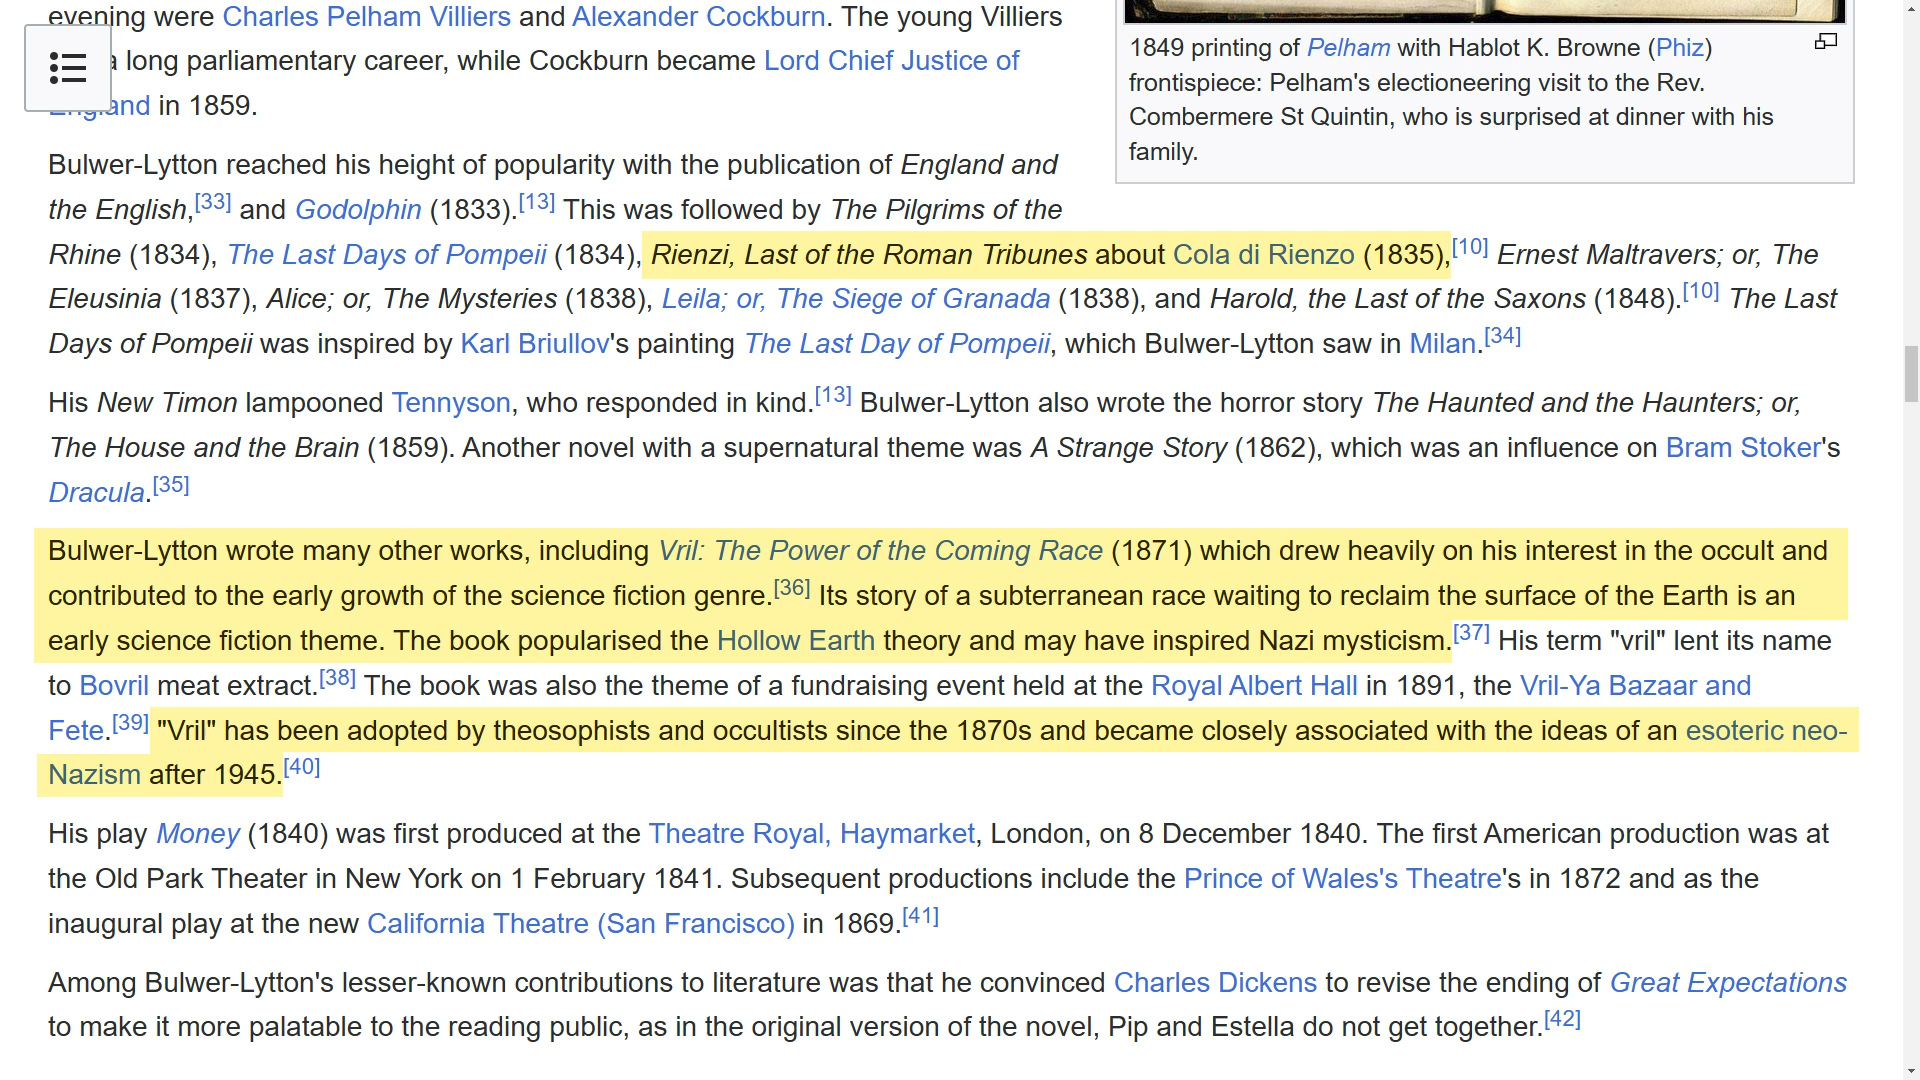 evening were Charles Pelham Villiers and Alexander Cockburn. The young Villiers
a long parliamentary career, while Cockburn became Lord Chief Justice of
England in 1859.
1849 printing of Pelham with Hablot K. Browne (Phiz)
frontispiece: Pelham's electioneering visit to the Rev.
Combermere St Quintin, who is surprised at dinner with his
family.
Bulwer-Lytton reached his height of popularity with the publication of England and
the English,[33] and Godolphin (1833).[13] This was followed by The Pilgrims of the
Rhine (1834), The Last Days of Pompeii (1834), Rienzi, Last of the Roman Tribunes about Cola di Rienzo (1835),[10] Ernest Maltravers; or, The
Eleusinia (1837), Alice; or, The Mysteries (1838), Leila; or, The Siege of Granada (1838), and Harold, the Last of the Saxons (1848).[10] The Last
Days of Pompeii was inspired by Karl Briullov's painting The Last Day of Pompeii, which Bulwer-Lytton saw in Milan.[34]
His New Timon lampooned Tennyson, who responded in kind.[13] Bulwer-Lytton also wrote the horror story The Haunted and the Haunters; or,
The House and the Brain (1859). Another novel with a supernatural theme was A Strange Story (1862), which was an influence on Bram Stoker's
Dracula.[35]
Bulwer-Lytton wrote many other works, including Vril: The Power of the Coming Race (1871) which drew heavily on his interest in the occult and
contributed to the early growth of the science fiction genre.[36] Its story of a subterranean race waiting to reclaim the surface of the Earth is an
early science fiction theme. The book popularised the Hollow Earth theory and may have inspired Nazi mysticism.[37] His term "vril" lent its name
to Bovril meat extract.[38] The book was also the theme of a fundraising event held at the Royal Albert Hall in 1891, the Vril-Ya Bazaar and
Fete.[39] "Vril" has been adopted by theosophists and occultists since the 1870s and became closely associated with the ideas of an esoteric neo-
Nazism after 1945.[40]
His play Money (1840) was first produced at the Theatre Royal, Haymarket, London, on 8 December 1840. The first American production was at
the Old Park Theater in New York on 1 February 1841. Subsequent productions include the Prince of Wales's Theatre's in 1872 and as the
inaugural play at the new California Theatre (San Francisco) in 1869.[41]
Among Bulwer-Lytton's lesser-known contributions to literature was that he convinced Charles Dickens to revise the ending of Great Expectations
to make it more palatable to the reading public, as in the original version of the novel, Pip and Estella do not get together.[42]